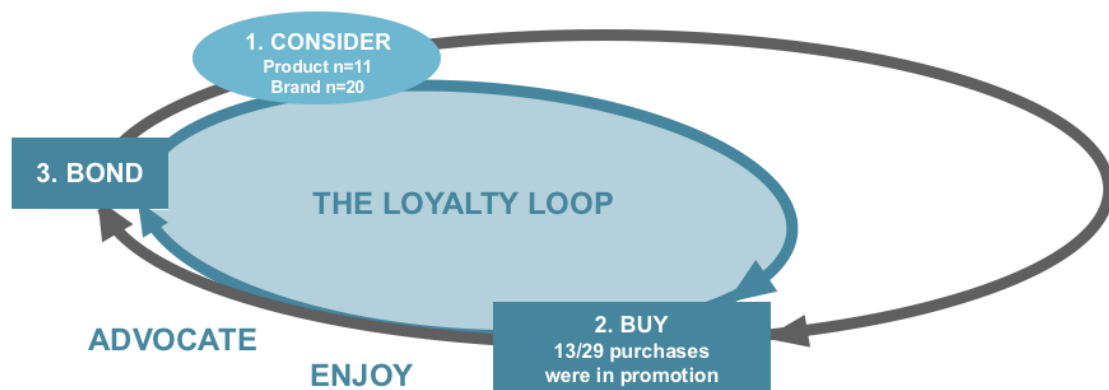 1. CONSIDER
Product n=11
Brand n=20
3. BOND
THE LOYALTY LOOP
2. BUY
13/29 purchases
were in promotion
ADVOCATE
ENJOY